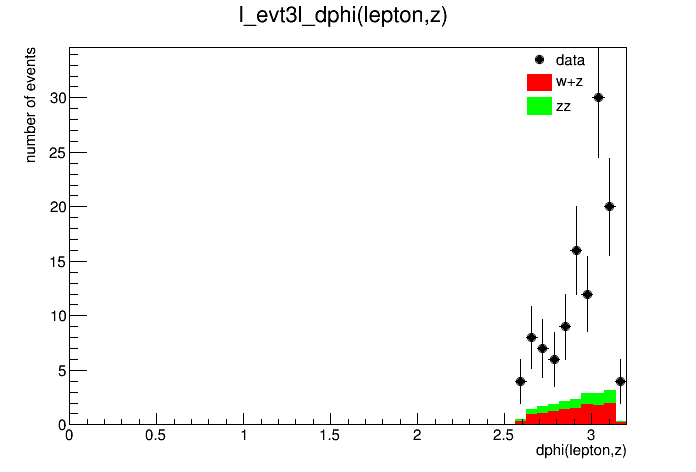 l_evt3l_dphi(lepton,z)
number of events
data
w+z
zz
30
25
20
15
10
5
0
0 0.5 1 1.5 2 2.5 3
dphi(lepton,z)